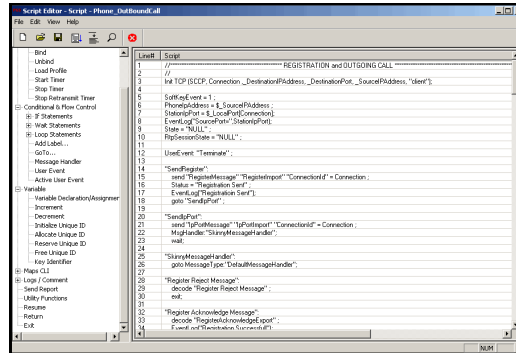 Script Editor - Script - Phone_OutBoundCall
File Edit View Help
Bind
Unbind
Load Profile
Start Timer
Stop Timer
Stop Retransmit Timer
Conditional & Flow Control
If Statements
Wait Statements
Loop Statements
Add Label...
GoTo...
Message Handler
User Event
Active User Event
Variable
Variable Declaration/Assignmer
Increment
Decrement
Initialize Unique ID
Allocate Unique ID
Reserve Unique ID
Free Unique ID
Key Identifier
Maps CLI
Logs / Comment
Send Report
Utility Functions
Resume
Return
Exit
Line# Script
1 //---------- REGISTRATION and OUTGOING CALL ----------
2 //
3 Init TCP (SCCP, Connection ,_DestinationIPAddress, _DestinationPort, _SourceIPAddress, "client");
4
5 SoftKeyEvent = 1 ;
6 PhoneIpAddress = $_SourceIPAddress ;
7 StationIpPort = $_LocalPort[Connection];
8 EventLog("SourcePort=",StationIpPort);
9 State = "NULL" ;
10 RtpSessionState = "NULL" ;
11
12 UserEvent: "Terminate" ;
13
14 "SendRegister":
15 send "RegisterMessage" "RegisterImport" "ConnectionId" = Connection ;
16 Status = "Registration Sent" ;
17 EventLog("Registratioin Sent");
18 goto "SendIpPort" ;
19
20 "SendIpPort":
21 send "IpPortMessage" "IpPortImport" "ConnectionId" = Connection ;
22 MsgHandler:"SkinnyMessageHandler";
23 wait;
24
25 "SkinnyMessageHandler":
26 goto MessageType:"DefaultMessageHandler";
27
28 "Register Reject Message":
29 decode "Register Reject Message" ;
30 exit;
31
32 "Register Acknowledge Message":
33 decode "RegisterAcknowledgeExport" ;
34 EventLog("Registration Successfull");
NUM